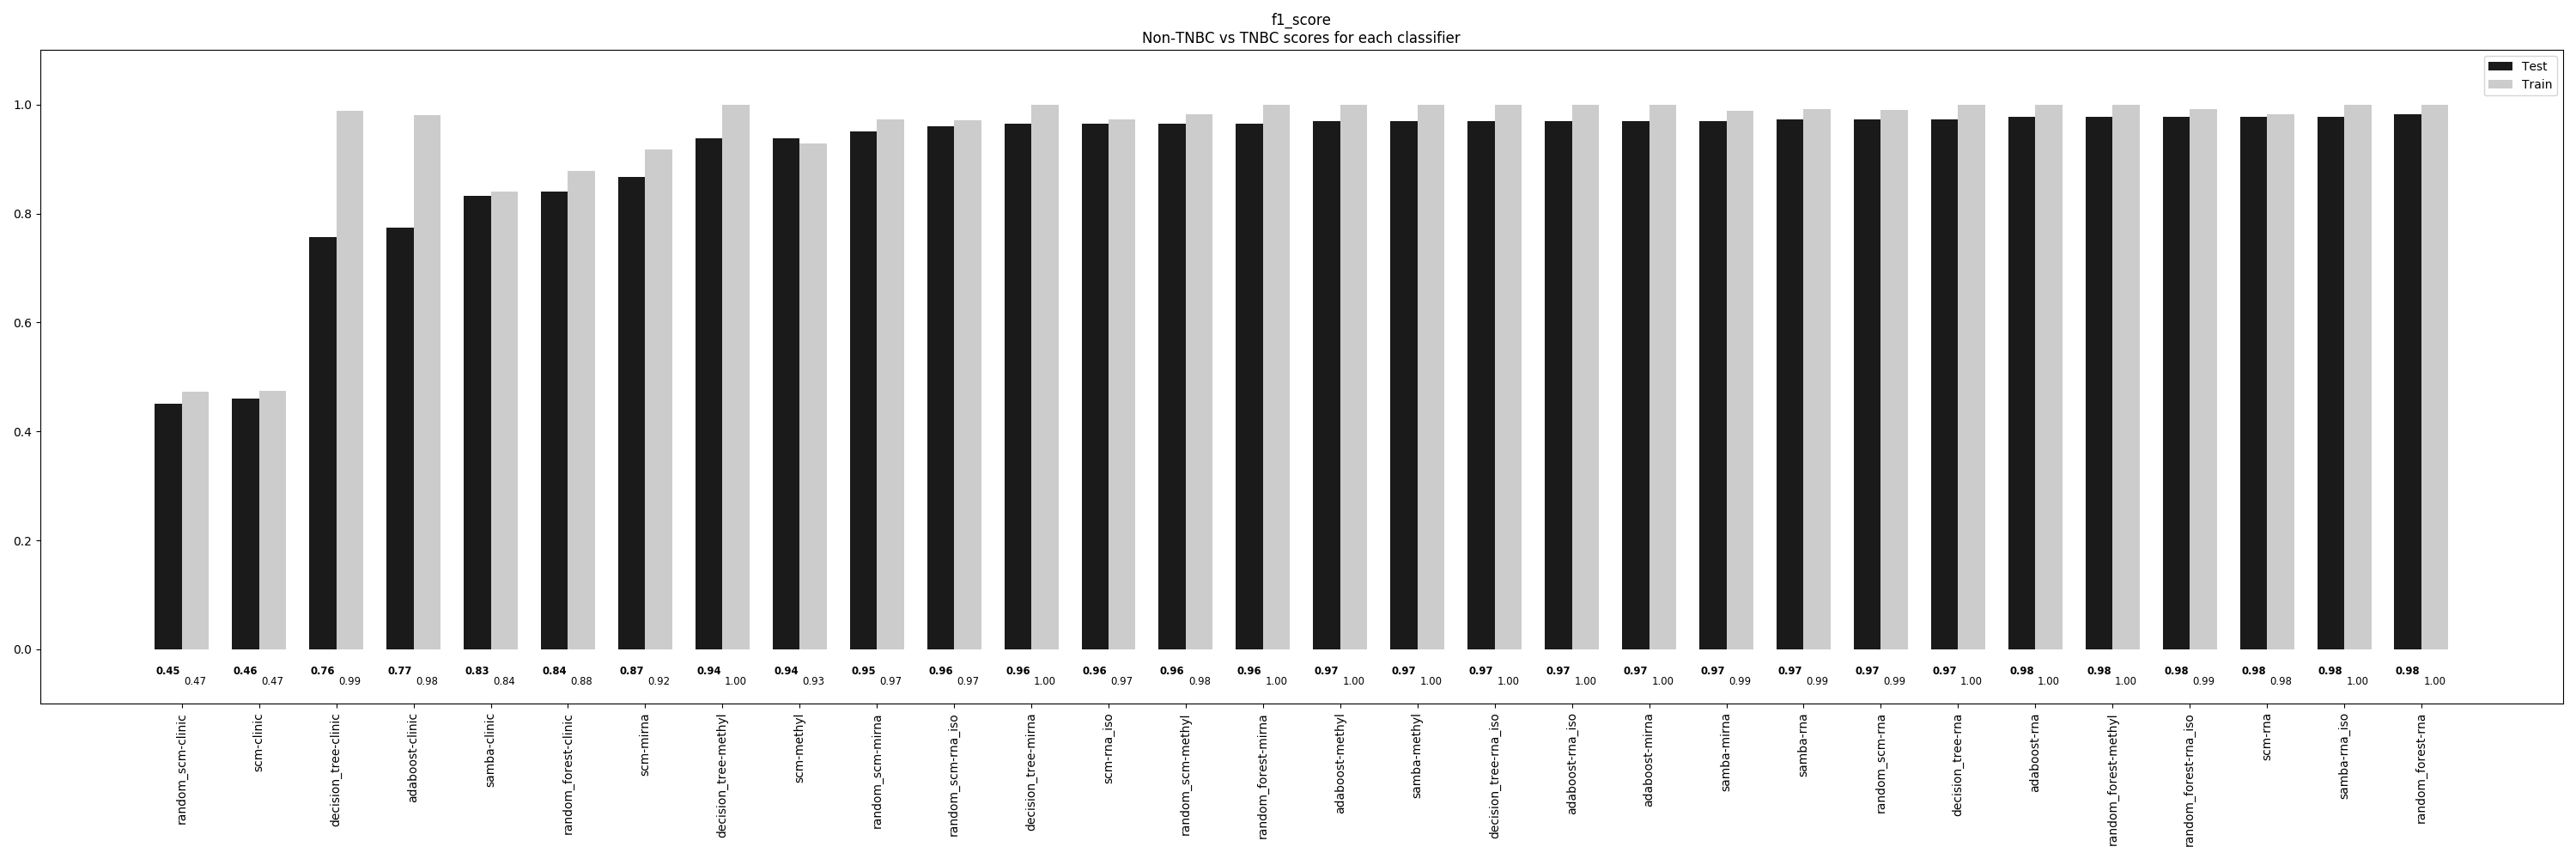 f1_score
Non-TNBC vs TNBC scores for each classifier
Test
Train
1.0
0.8
0.6
0.4
0.2
0.0
0.45 0.46 0.76 0.77 0.83 0.84 0.87 0.94 0.94 0.95 0.96 0.96 0.96 0.96 0.96 0.97 0.97 0.97 0.97 0.97 0.97 0.97 0.97 0.97 0.98 0.98 0.98 0.98 0.98 0.98
0.47 0.47 0.99 0.98 0.84 0.88 0.92 1.00 0.93 0.97 0.97 1.00 0.97 0.98 1.00 1.00 1.00 1.00 1.00 1.00 0.99 0.99 0.99 1.00 1.00 1.00 0.99 0.98 1.00 1.00
random_scm-clinic
scm-clinic
decision_tree-clinic
adaboost-clinic
samba-clinic
random_forest-clinic
scm-mirna
decision_tree-methyl
scm-methyl
random_scm-mirna
random_scm-rna_iso
decision_tree-mirna
scm-rna_iso
random_scm-methyl
random_forest-mirna
adaboost-methyl
samba-methyl
decision_tree-rna_iso
adaboost-rna_iso
adaboost-mirna
samba-mirna
samba-rna
random_scm-rna
decision_tree-rna
adaboost-rna
random_forest-methyl
random_forest-rna_iso
scm-rna
samba-rna_iso
random_forest-rna